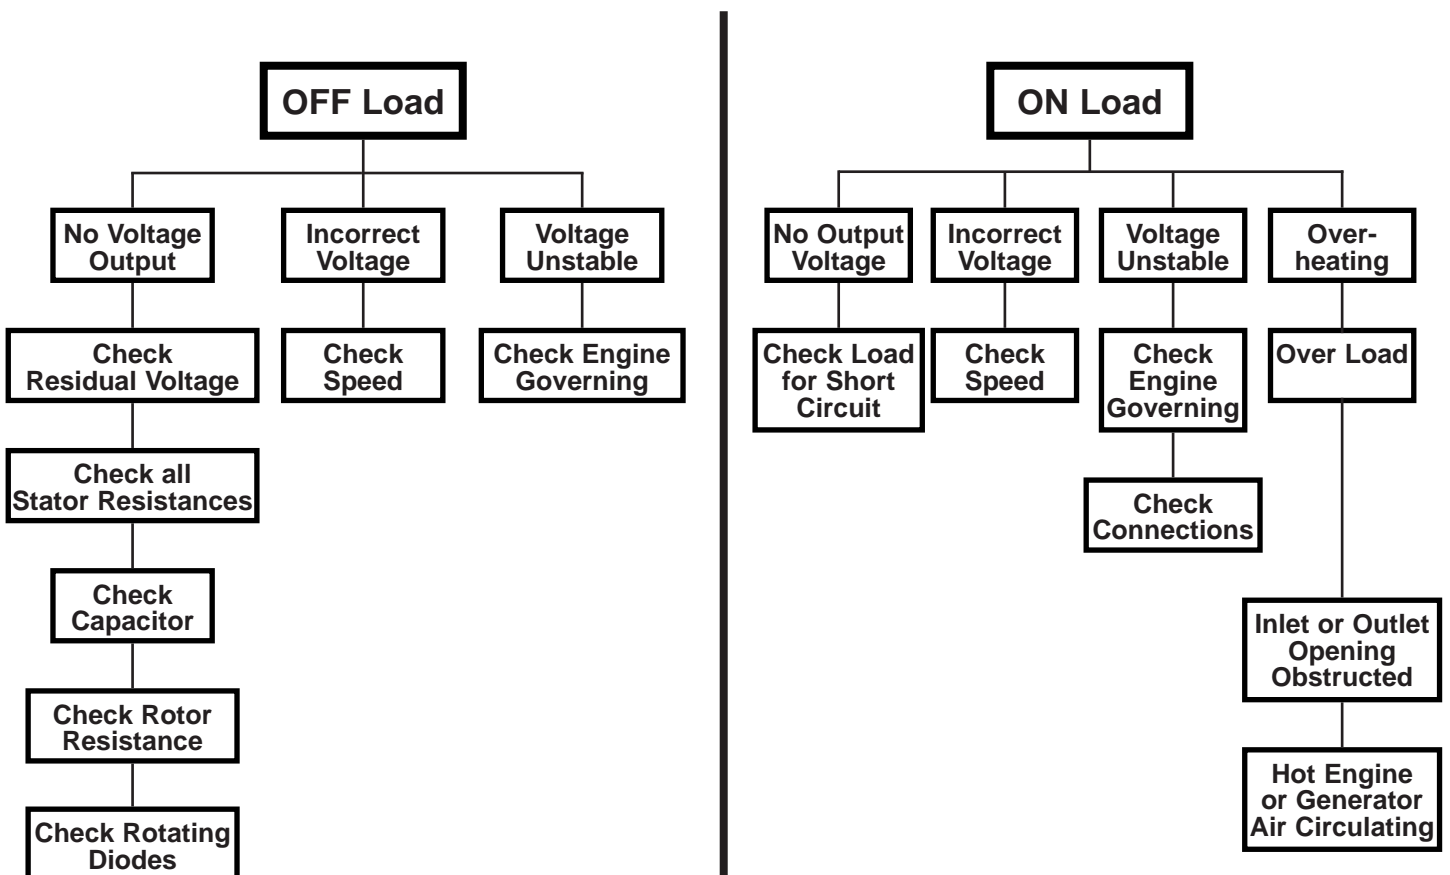 OFF Load
No Voltage
Output
Incorrect
Voltage
Voltage
Unstable
Check
Residual Voltage
Check
Speed
Check Engine
Governing
Check all
Stator Resistances
Check
Capacitor
Check Rotor
Resistance
Check Rotating
Diodes
ON Load
No Output
Voltage
Incorrect
Voltage
Voltage
Unstable
Over-
heating
Check Load
for Short
Circuit
Check
Speed
Check
Engine
Governing
Over Load
Check
Connections
Inlet or Outlet
Opening
Obstructed
Hot Engine
or Generator
Air Circulating